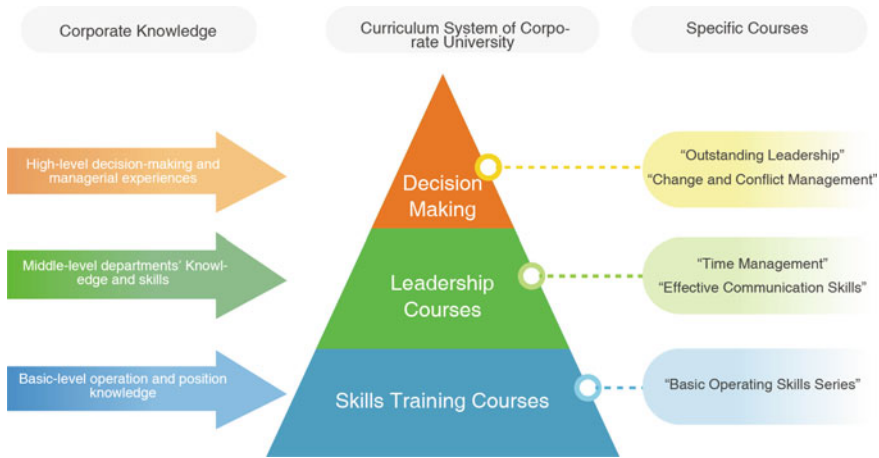 Corporate Knowledge
Curriculum System of Corpo-
rate University
Specific Courses
High-level decision-making and
managerial experiences
Decision
Making
“Outstanding Leadership”
“Change and Conflict Management”
Middle-level departments’ Knowl-
edge and skills
Leadership
Courses
“Time Management”
“Effective Communication Skills”
Basic-level operation and position
knowledge
Skills Training Courses
“Basic Operating Skills Series”